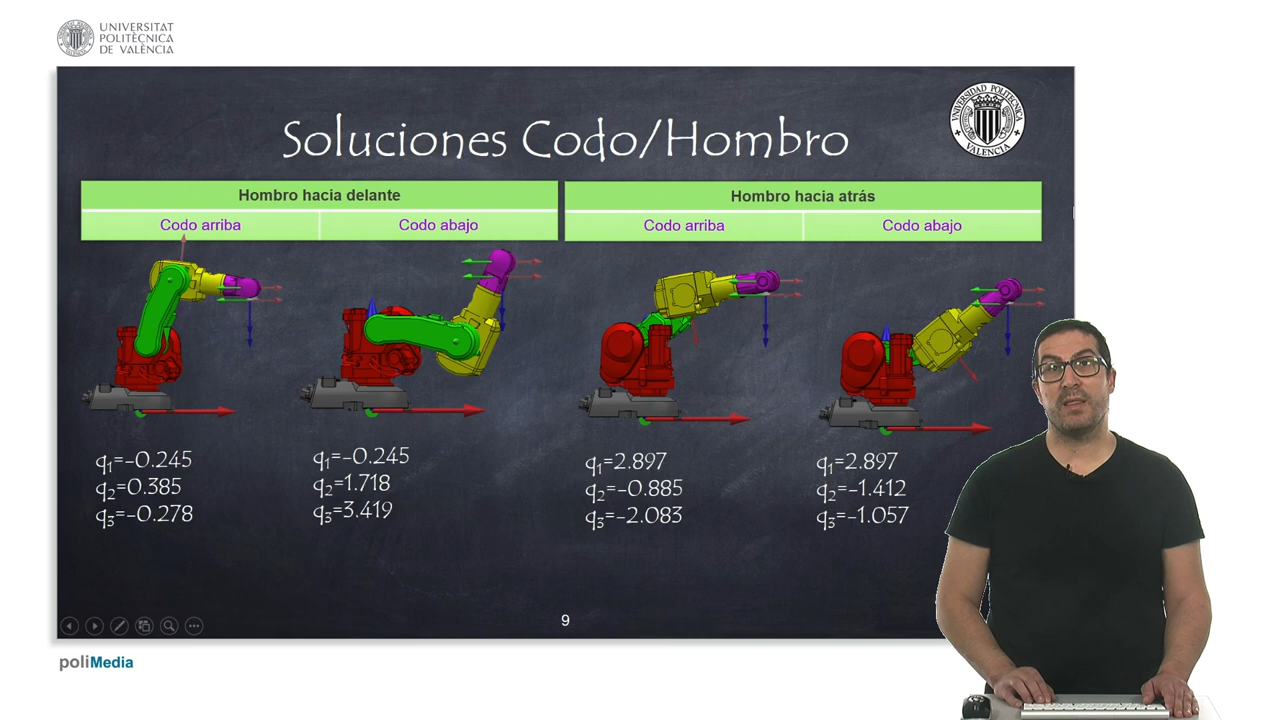 UNIVERSITAT
POLITÈCNICA
DE VALÈNCIA
UNIVERSIDAD POLITECNICA
VALENCIA
Soluciones Codo/Hombro
Hombro hacia delante
Hombro hacia atrás
Codo arriba
Codo abajo
Codo arriba
Codo abajo
q1=-0.245
q2=0.385
q3=-0.278
q1=-0.245
q2=1.718
q3=3.419
q1=2.897
q2=-0.885
q3=-2.083
q1=2.897
q2=-1.412
q3=-1.057
9
poliMedia